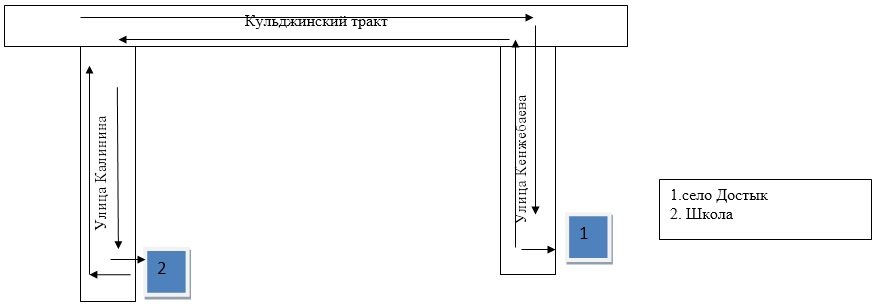 Кульджинский тракт
Улица Калинина
Улица Кенжебаева
2
1
1.село Достык
2. Школа